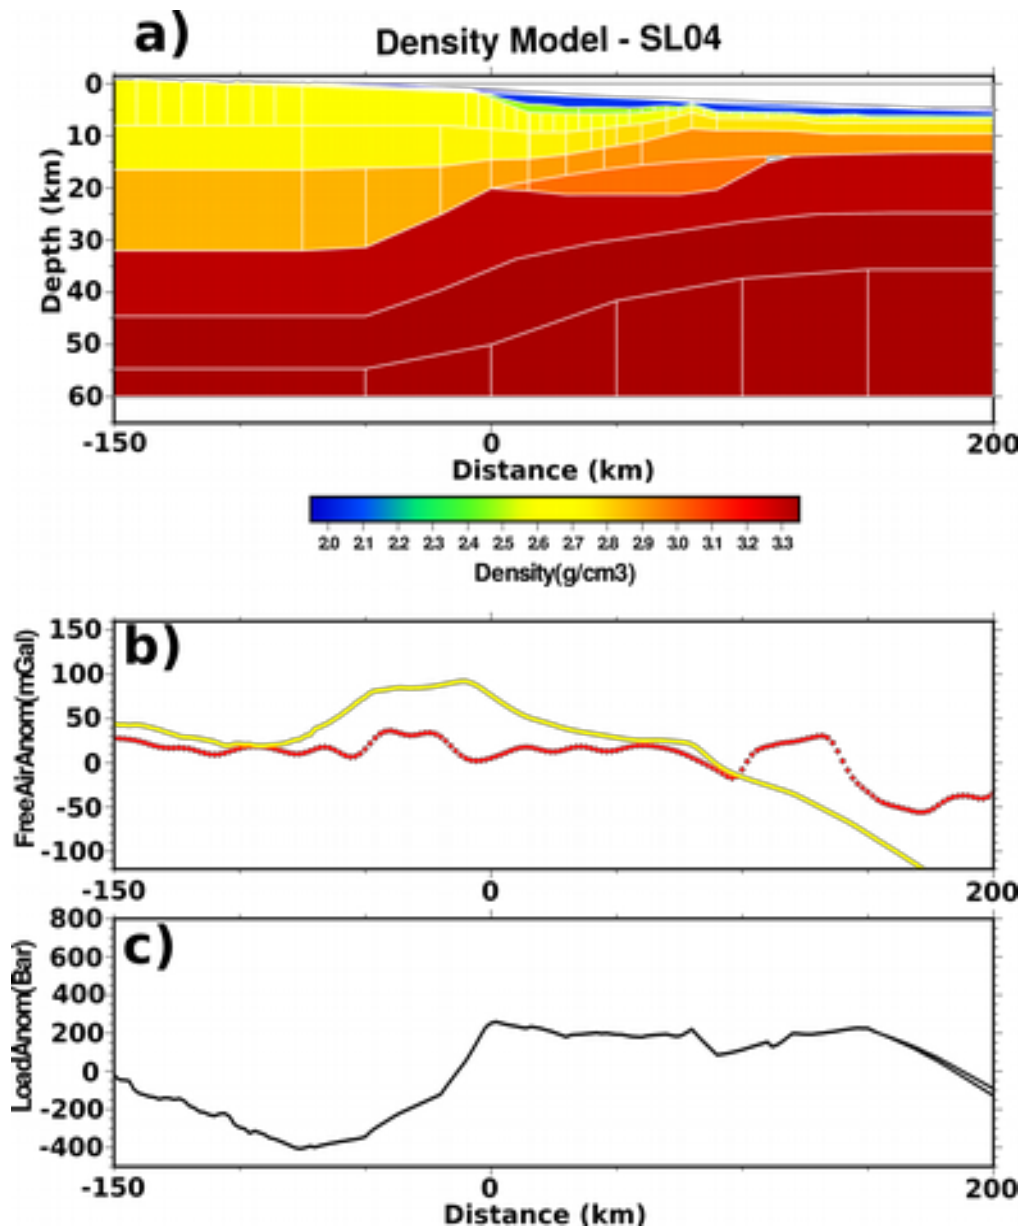 a)
Density Model - SL04
Depth (km)
0
10
20
30
40
50
60
-150 0 200
Distance (km)
2.0 2.1 2.2 2.3 2.4 2.5 2.6 2.7 2.8 2.9 3.0 3.1 3.2 3.3
Density(g/cm3)
b)
FreeAirAnom(mGal)
150
100
50
0
-50
-100
-150 0 200
c)
LoadAnom(Bar)
800
600
400
200
0
-200
-400
-150 0 200
Distance (km)